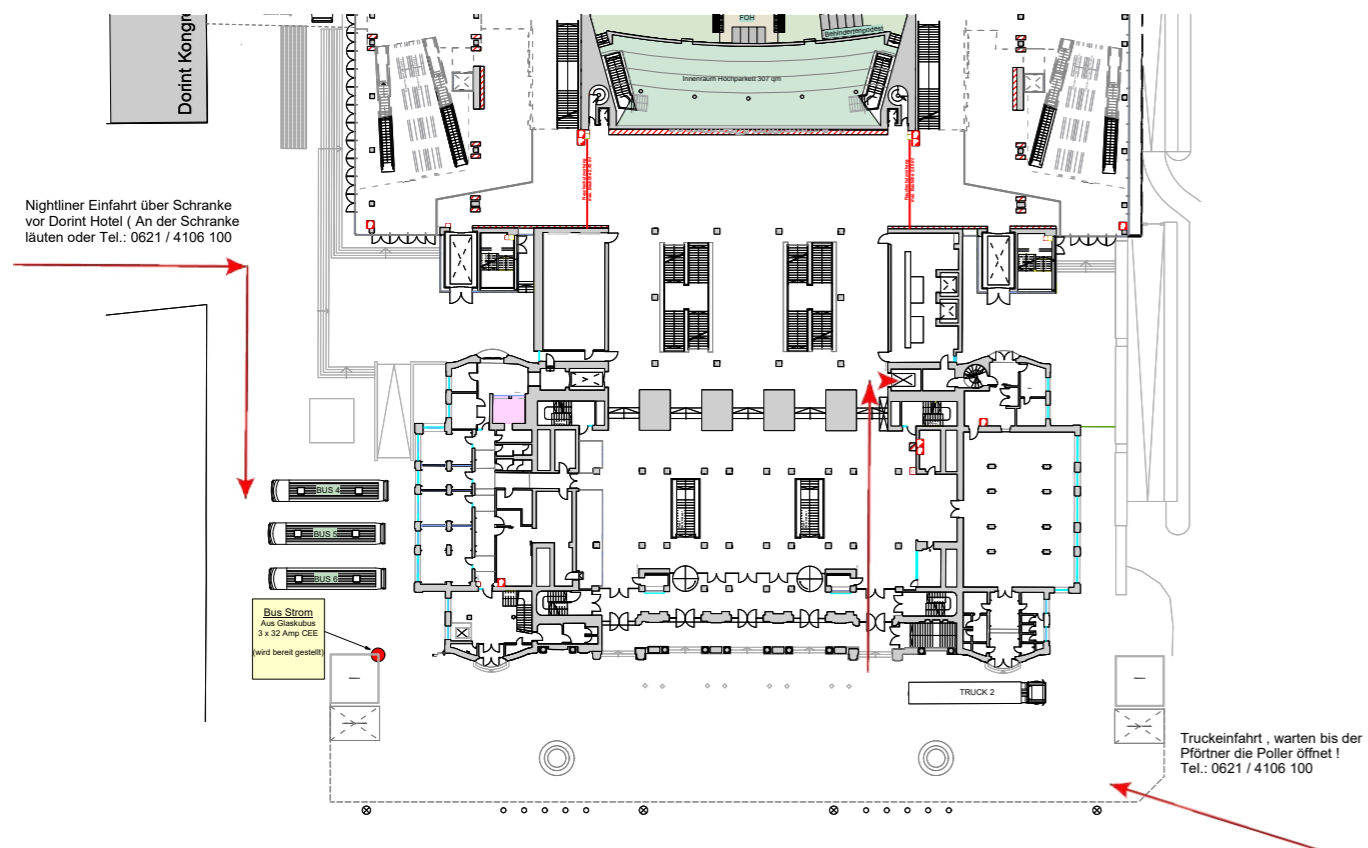 Dorint Kongre
FOH
Behindertenpodest
Innenraum Hochparkett 307 qm
Nightliner Einfahrt über Schranke
vor Dorint Hotel ( An der Schranke
läuten oder Tel.: 0621 / 4106 100
BUS 4
BUS 5
BUS 6
Bus Strom
Aus Glaskubus
3 x 32 Amp CEE
(wird bereit gestellt)
TRUCK 2
Truckeinfahrt , warten bis der
Pförtner die Poller öffnet !
Tel.: 0621 / 4106 100